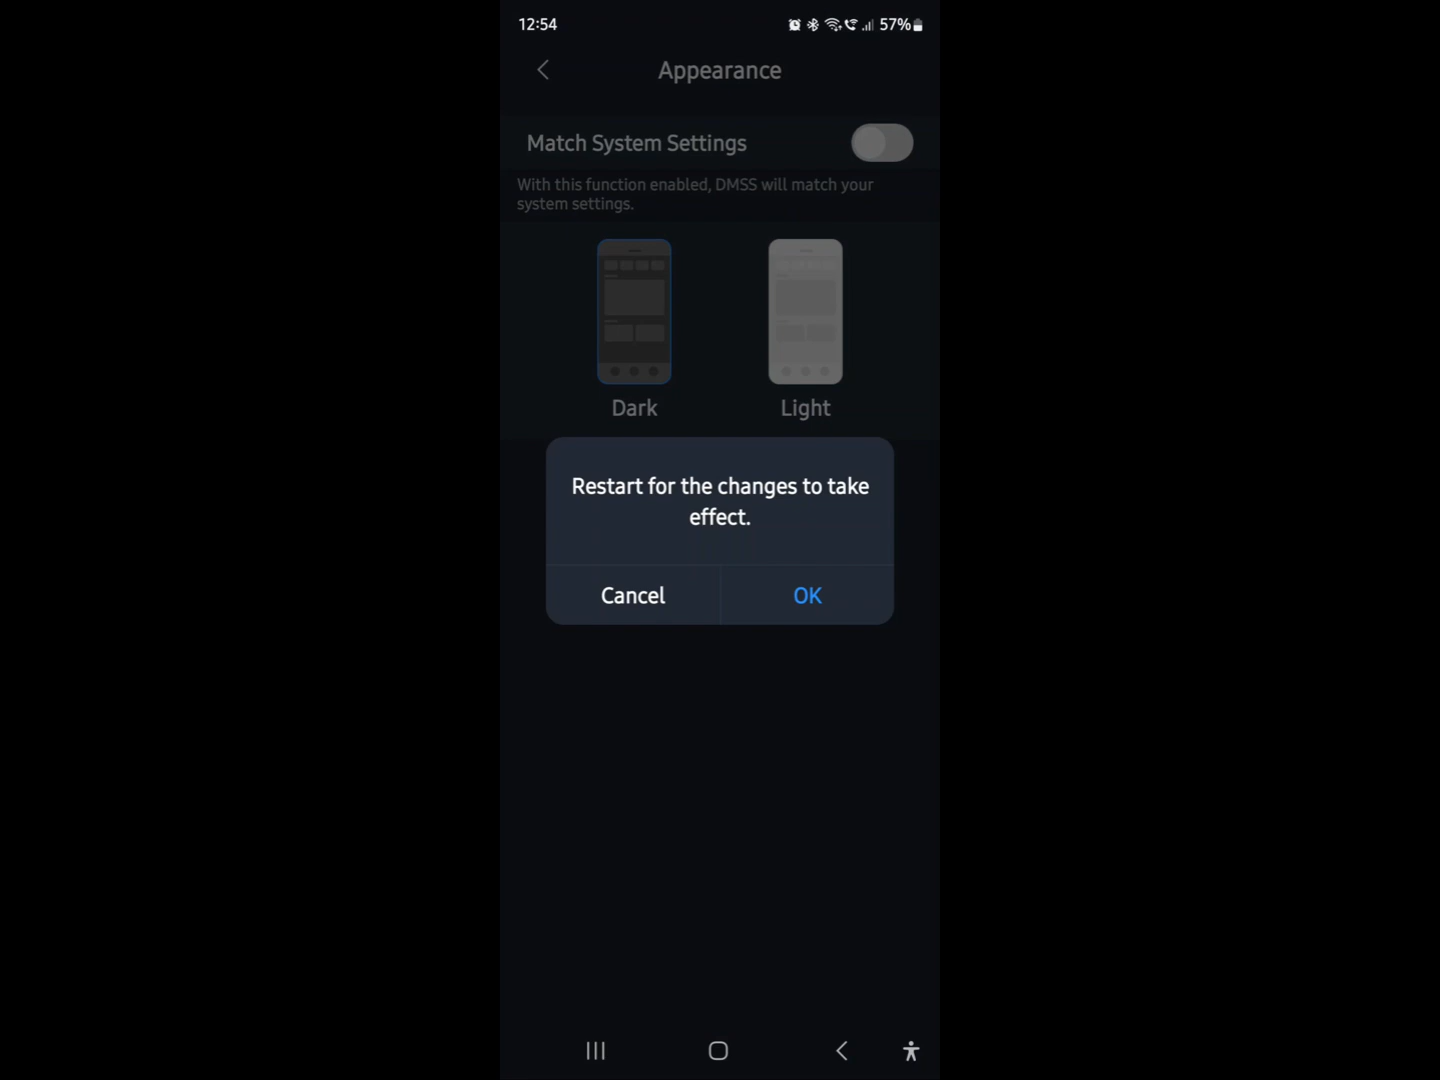 12:54
57%
Appearance
Match System Settings
With this function enabled, DMSS will match your
system settings.
Dark
Light
Restart for the changes to take
effect.
Cancel
OK